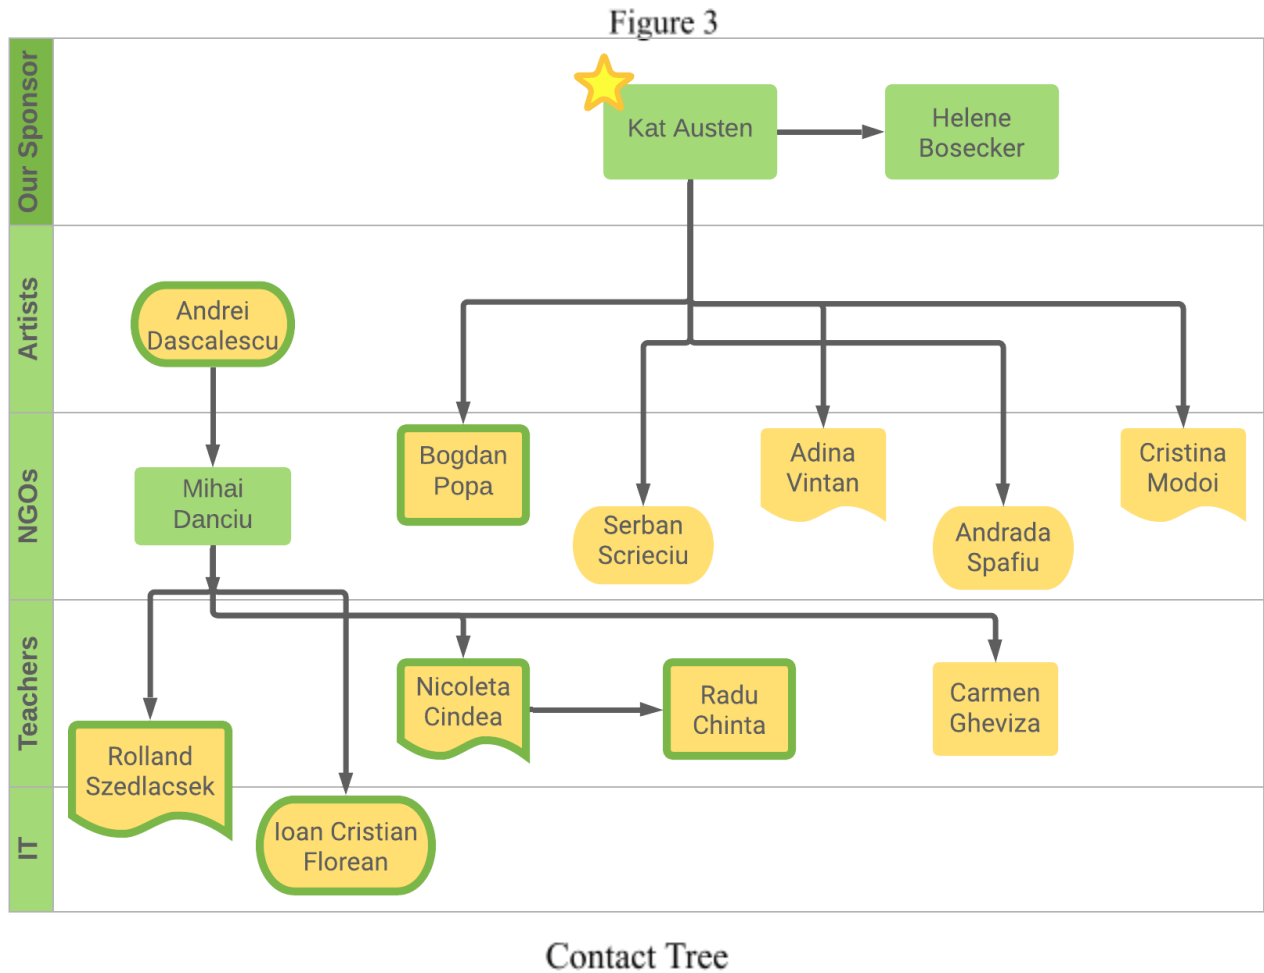 Figure 3
Our Sponsor
Kat Austen
Helene
Bosecker
Artists
Andrei
Dascalescu
NGOs
Mihai
Danciu
Bogdan
Popa
Serban
Scrieciu
Adina
Vintan
Andrada
Spafiu
Cristina
Modoi
Teachers
Rolland
Szedlacsek
Nicoleta
Cindea
Radu
Chinta
Carmen
Gheviza
IT
Ioan Cristian
Florean
Contact Tree